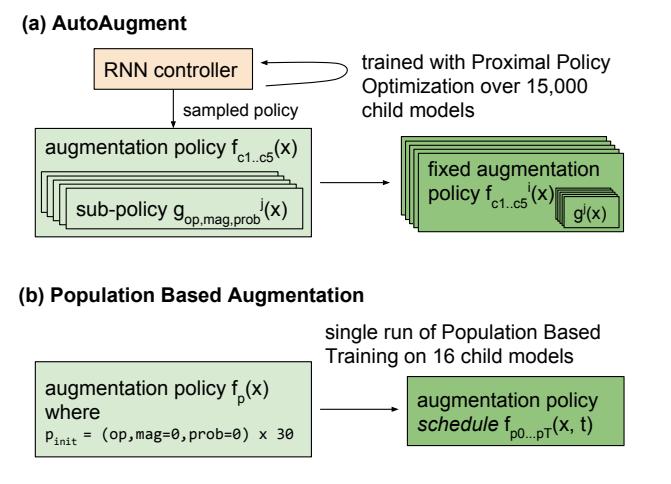 (a) AutoAugment
RNN controller
trained with Proximal Policy
Optimization over 15,000
child models
sampled policy
augmentation policy f_{c1..c5}(x)
sub-policy g_{op,mag,prob}^{j}(x)
fixed augmentation
policy f_{c1..c5}^{i}(x)
g^{j}(x)
(b) Population Based Augmentation
single run of Population Based
Training on 16 child models
augmentation policy f_{p}(x)
where
p_{init} = (op,mag=0,prob=0) x 30
augmentation policy
schedule f_{p0...pT}(x, t)